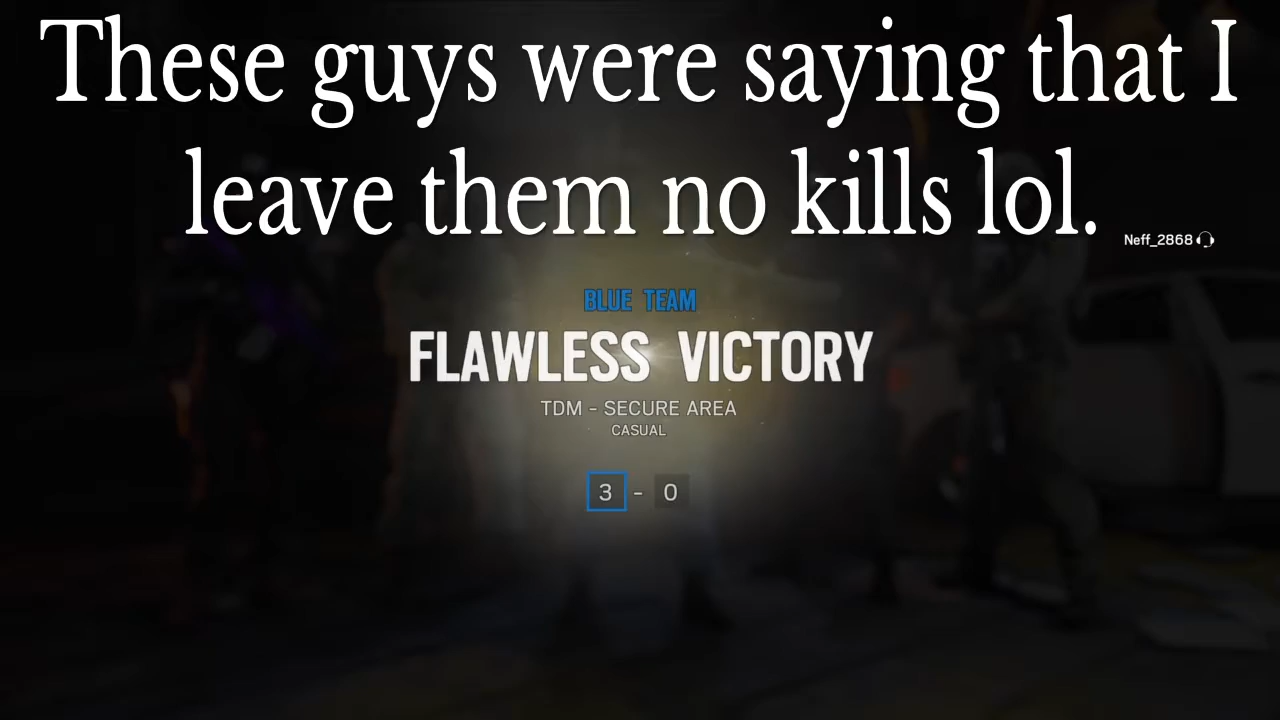 These guys were saying that I
leave them no kills lol.
Neff_2868
BLUE TEAM
FLAWLESS VICTORY
TDM - SECURE AREA
CASUAL
3 - 0